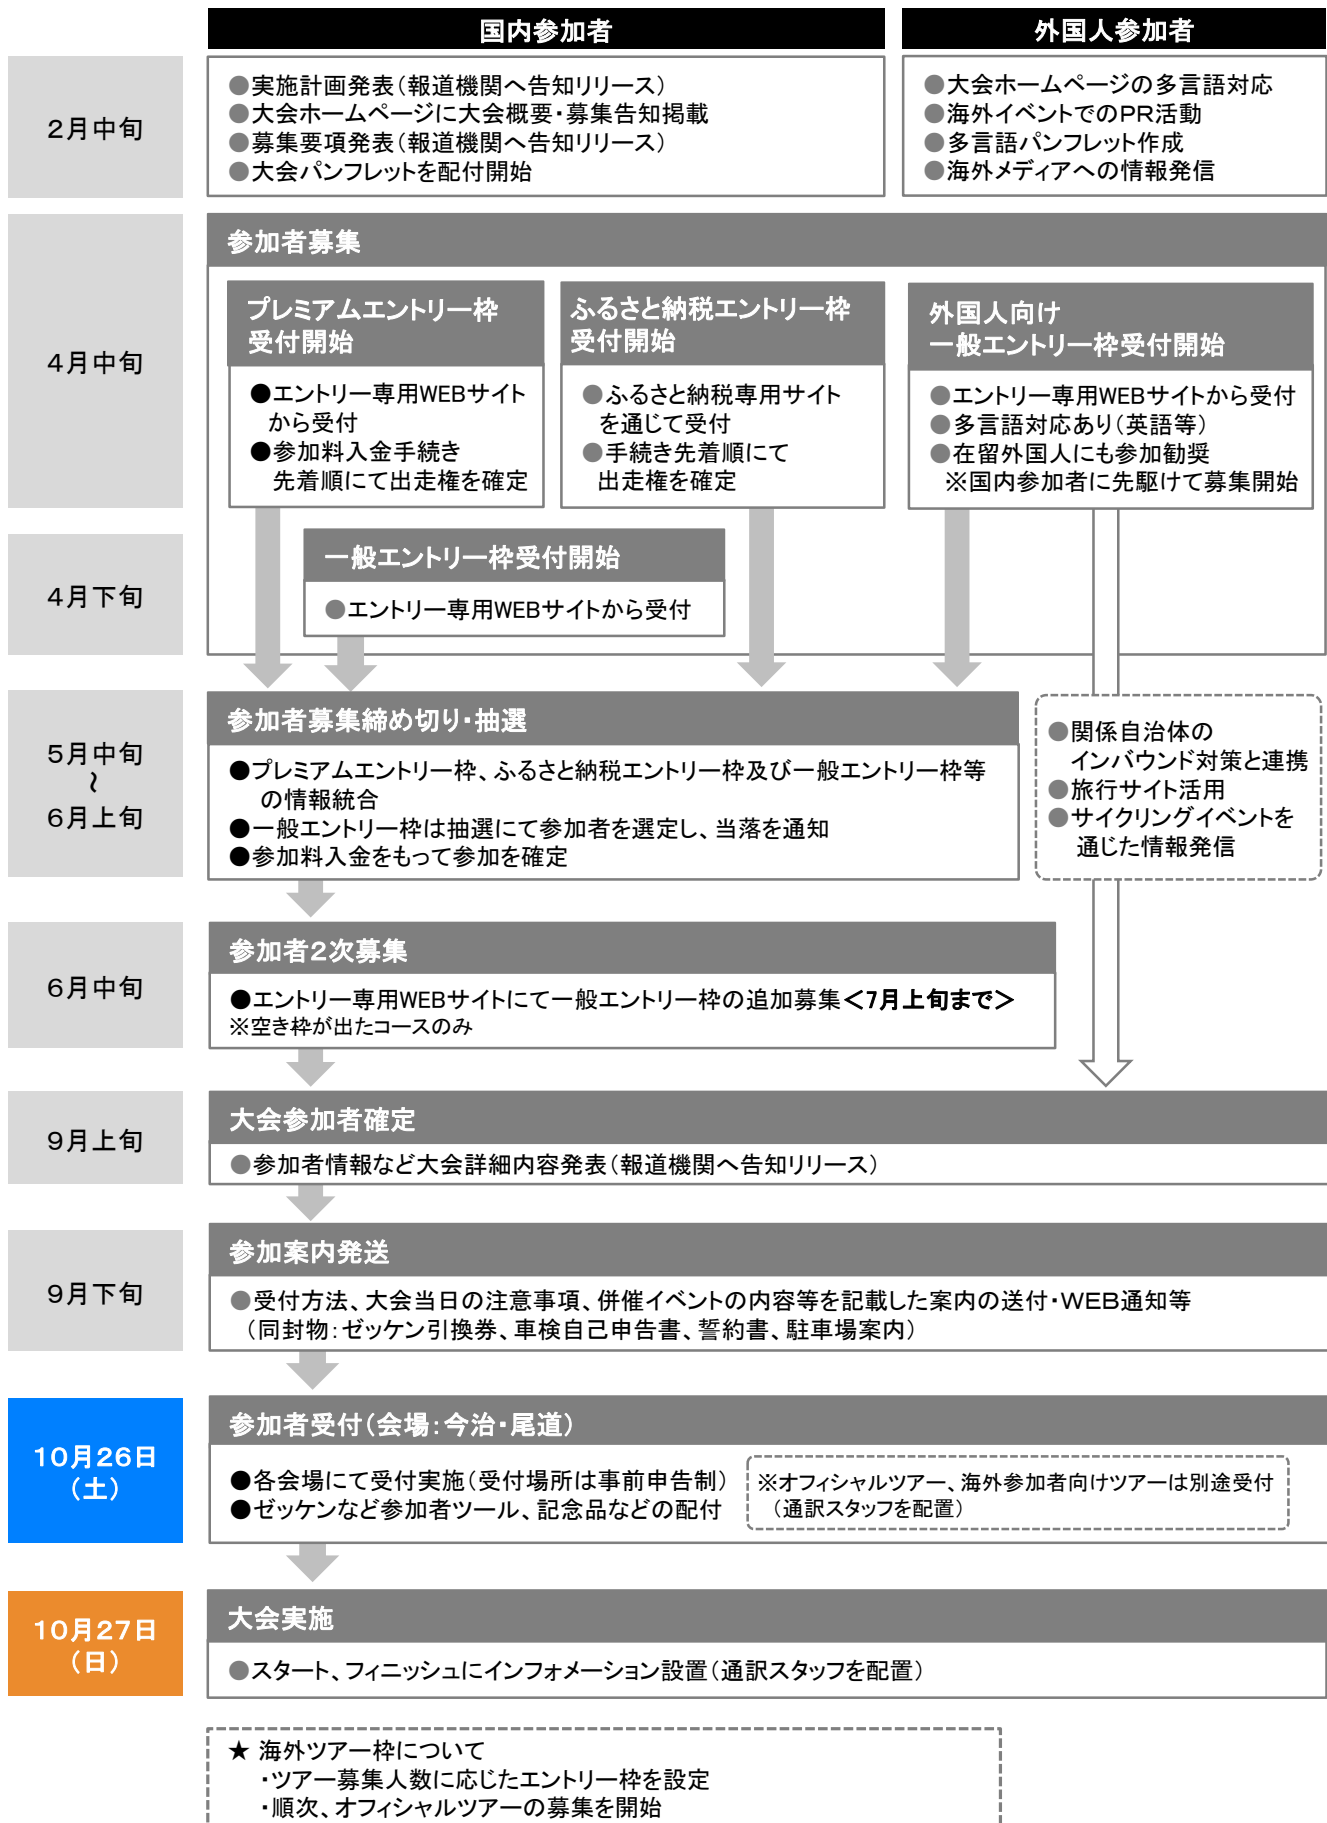 国内参加者
外国人参加者
２月中旬
●実施計画発表（報道機関へ告知リリース）
●大会ホームページに大会概要・募集告知掲載
●募集要項発表（報道機関へ告知リリース）
●大会パンフレットを配付開始
●大会ホームページの多言語対応
●海外イベントでのPR活動
●多言語パンフレット作成
●海外メディアへの情報発信
４月中旬
参加者募集
プレミアムエントリー枠
受付開始
●エントリー専用WEBサイト
から受付
●参加料入金手続き
先着順にて出走権を確定
ふるさと納税エントリー枠
受付開始
●ふるさと納税専用サイト
を通じて受付
●手続き先着順にて
出走権を確定
外国人向け
一般エントリー枠受付開始
●エントリー専用WEBサイトから受付
●多言語対応あり（英語等）
●在留外国人にも参加勧奨
※国内参加者に先駆けて募集開始
４月下旬
一般エントリー枠受付開始
●エントリー専用WEBサイトから受付
５月中旬
～
６月上旬
参加者募集締め切り・抽選
●プレミアムエントリー枠、ふるさと納税エントリー枠及び一般エントリー枠等
の情報統合
●一般エントリー枠は抽選にて参加者を選定し、当落を通知
●参加料入金をもって参加を確定
●関係自治体の
インバウンド対策と連携
●旅行サイト活用
●サイクリングイベントを
通じた情報発信
６月中旬
参加者２次募集
●エントリー専用WEBサイトにて一般エントリー枠の追加募集＜7月上旬まで＞
※空き枠が出たコースのみ
９月上旬
大会参加者確定
●参加者情報など大会詳細内容発表（報道機関へ告知リリース）
９月下旬
参加案内発送
●受付方法、大会当日の注意事項、併催イベントの内容等を記載した案内の送付・WEB通知等
（同封物：ゼッケン引換券、車検自己申告書、誓約書、駐車場案内）
10月26日
（土）
参加者受付（会場：今治・尾道）
●各会場にて受付実施（受付場所は事前申告制）
●ゼッケンなど参加者ツール、記念品などの配付
※オフィシャルツアー、海外参加者向けツアーは別途受付
（通訳スタッフを配置）
10月27日
（日）
大会実施
●スタート、フィニッシュにインフォメーション設置（通訳スタッフを配置）
★ 海外ツアー枠について
・ツアー募集人数に応じたエントリー枠を設定
・順次、オフィシャルツアーの募集を開始